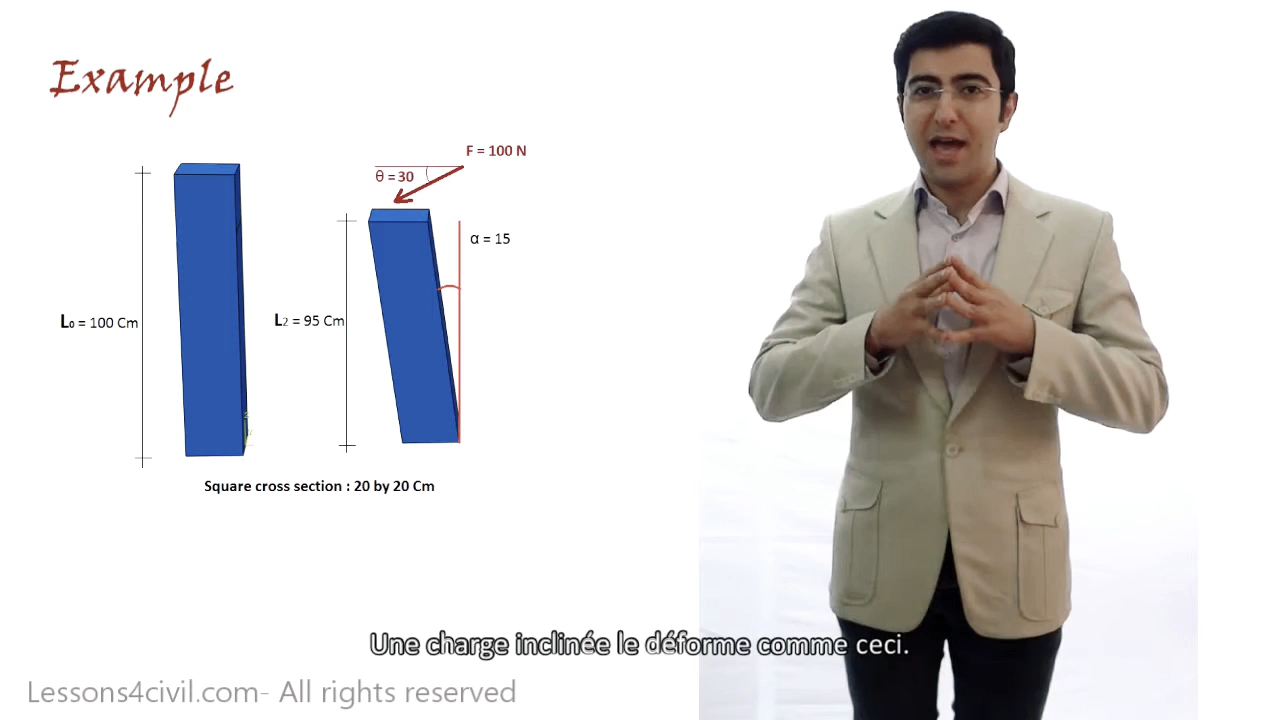 Example
F = 100 N
θ = 30
α = 15
L₀ = 100 Cm
L2 = 95 Cm
Square cross section : 20 by 20 Cm
Une charge inclinée le déforme comme ceci.
Lessons4civil.com- All rights reserved